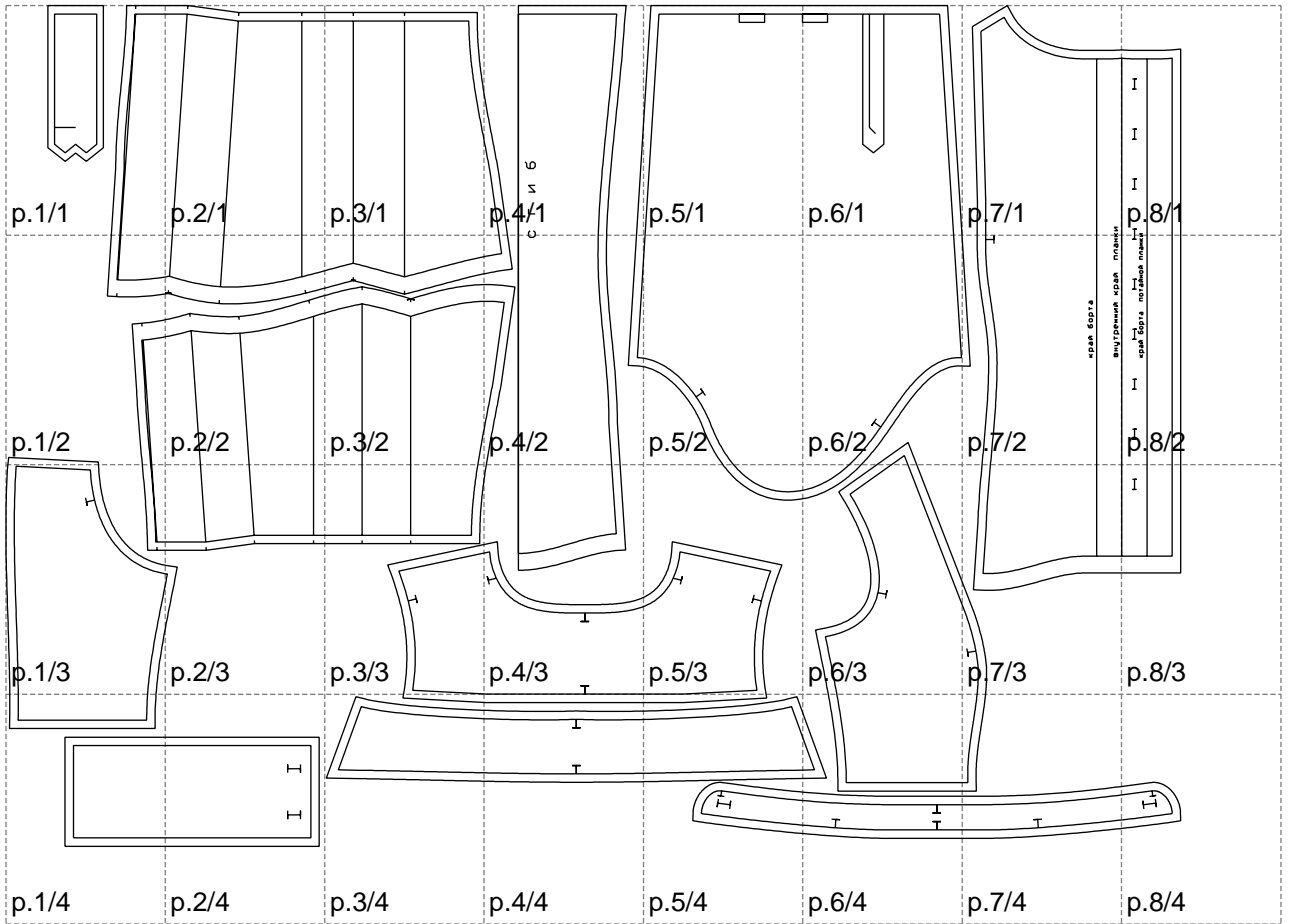 сгиб
p.1/1 p.2/1 p.3/1 p.4/1 p.5/1 p.6/1 p.7/1 p.8/1
край борта
внутренний край планки
край борта потайной планки
p.1/2 p.2/2 p.3/2 p.4/2 p.5/2 p.6/2 p.7/2 p.8/2
p.1/3 p.2/3 p.3/3 p.4/3 p.5/3 p.6/3 p.7/3 p.8/3
p.1/4 p.2/4 p.3/4 p.4/4 p.5/4 p.6/4 p.7/4 p.8/4